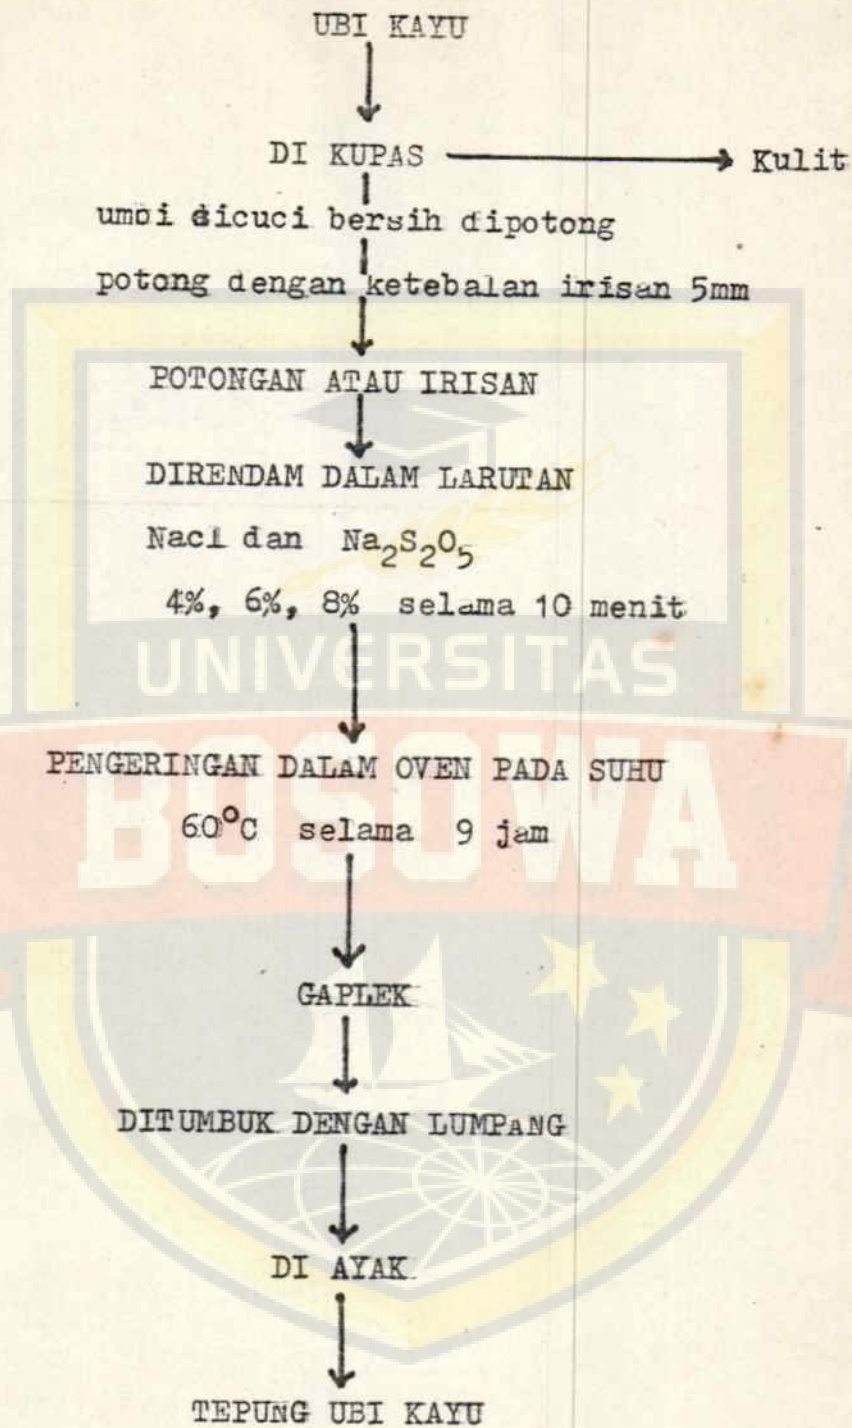 UBI KAYU
DI KUPAS Kulit
umbi dicuci bersih dipotong
potong dengan ketebalan irisan 5mm
POTONGAN ATAU IRISAN
DIRENDAM DALAM LARUTAN
Nacl dan Na₂S₂O₅
4%, 6%, 8% selama 10 menit
UNIVERSITAS
PENGERINGAN DALAM OVEN PADA SUHU
BOSOWA
60°C selama 9 jam
GAPLEK
DITUMBUK DENGAN LUMPANG
DI AYAK
TEPUNG UBI KAYU